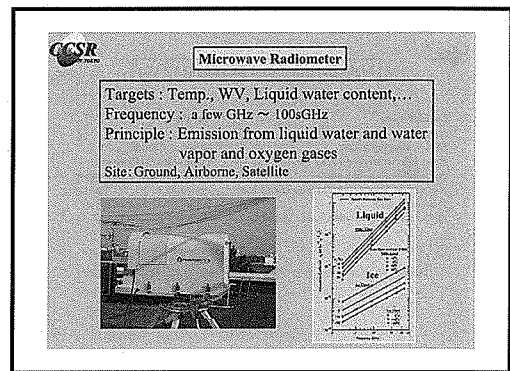 CCSR
Microwave Radiometer
Targets : Temp., WV, Liquid water content,…
Frequency : a few GHz ~ 100sGHz
Principle : Emission from liquid water and water
vapor and oxygen gases
Site: Ground, Airborne, Satellite
Liquid
Ice